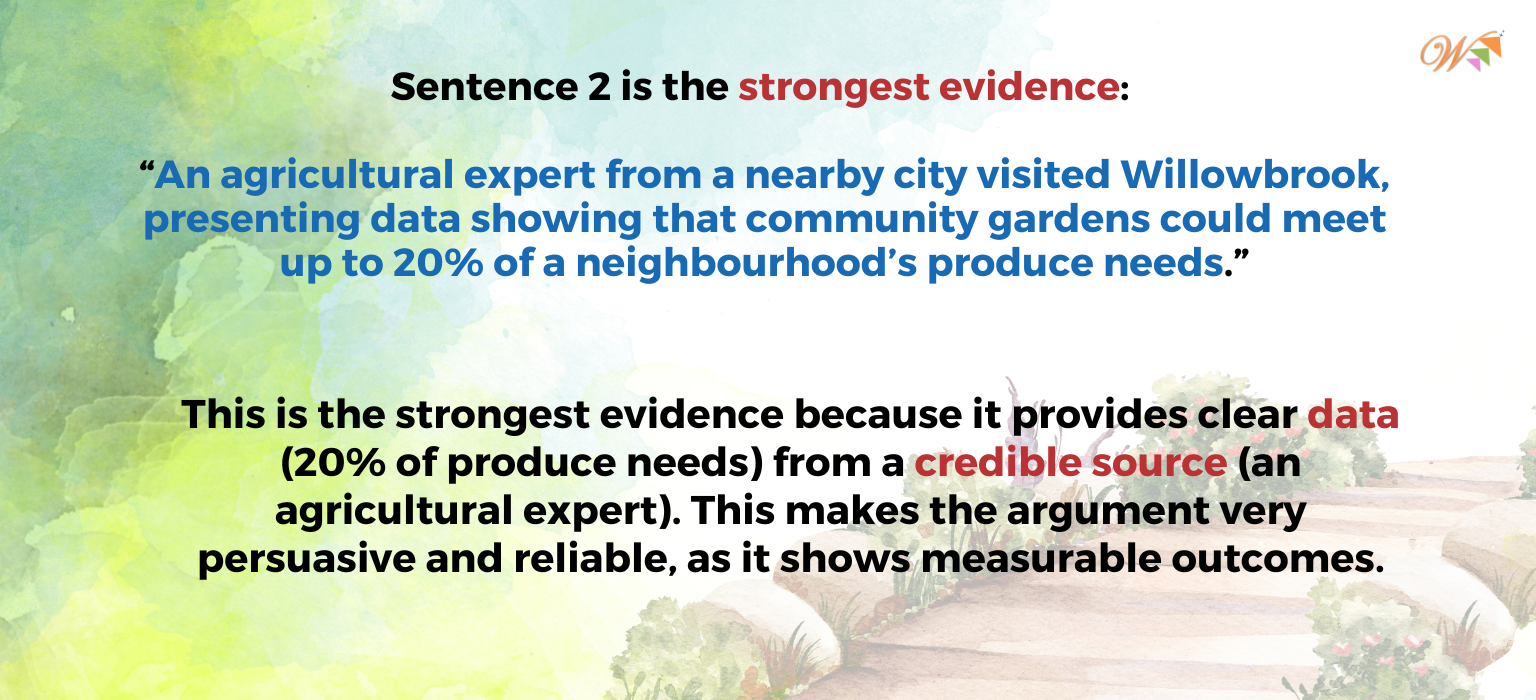 W
Sentence 2 is the strongest evidence:
“An agricultural expert from a nearby city visited Willowbrook,
presenting data showing that community gardens could meet
up to 20% of a neighbourhood’s produce needs.”
This is the strongest evidence because it provides clear data
(20% of produce needs) from a credible source (an
agricultural expert). This makes the argument very
persuasive and reliable, as it shows measurable outcomes.